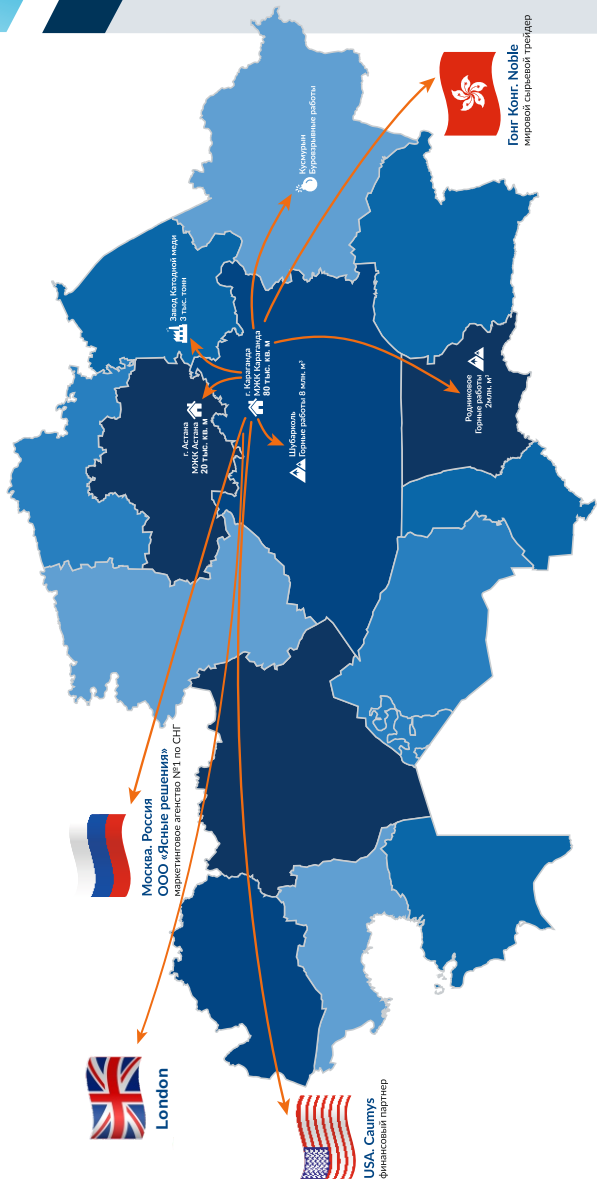 London
USA. Caumys
финансовый партнер
Москва. Россия
ООО «Ясные решения»
маркетинговое агенство №1 по СНГ
г. Астана
МЖК Астана
20 тыс. кв. м
Завод Катодной меди
3 тыс. тонн
г. Караганда
МЖК Караганда
80 тыс. кв. м
Шубаколь
Горные работы 8 млн. м³
Кусмурын
Буровзрывные работы
Родниковое
Горные работы
2млн. м³
Гонг Конг. Noble
мировой сырьевой трейдер